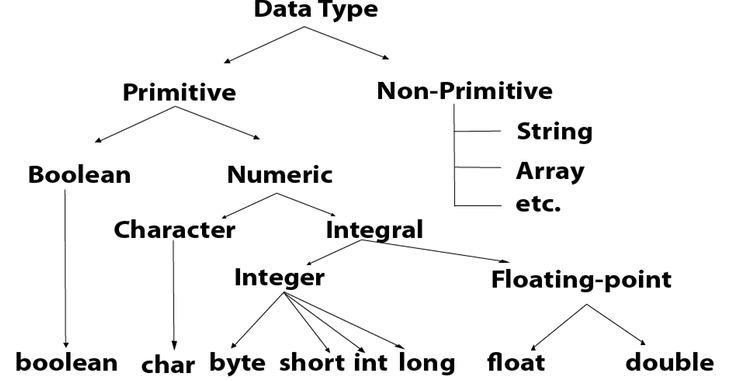 Data Type
Primitive
Non-Primitive
String
Array
etc.
Boolean
Numeric
Character
Integral
Integer
Floating-point
boolean
char
byte
short
int
long
float
double